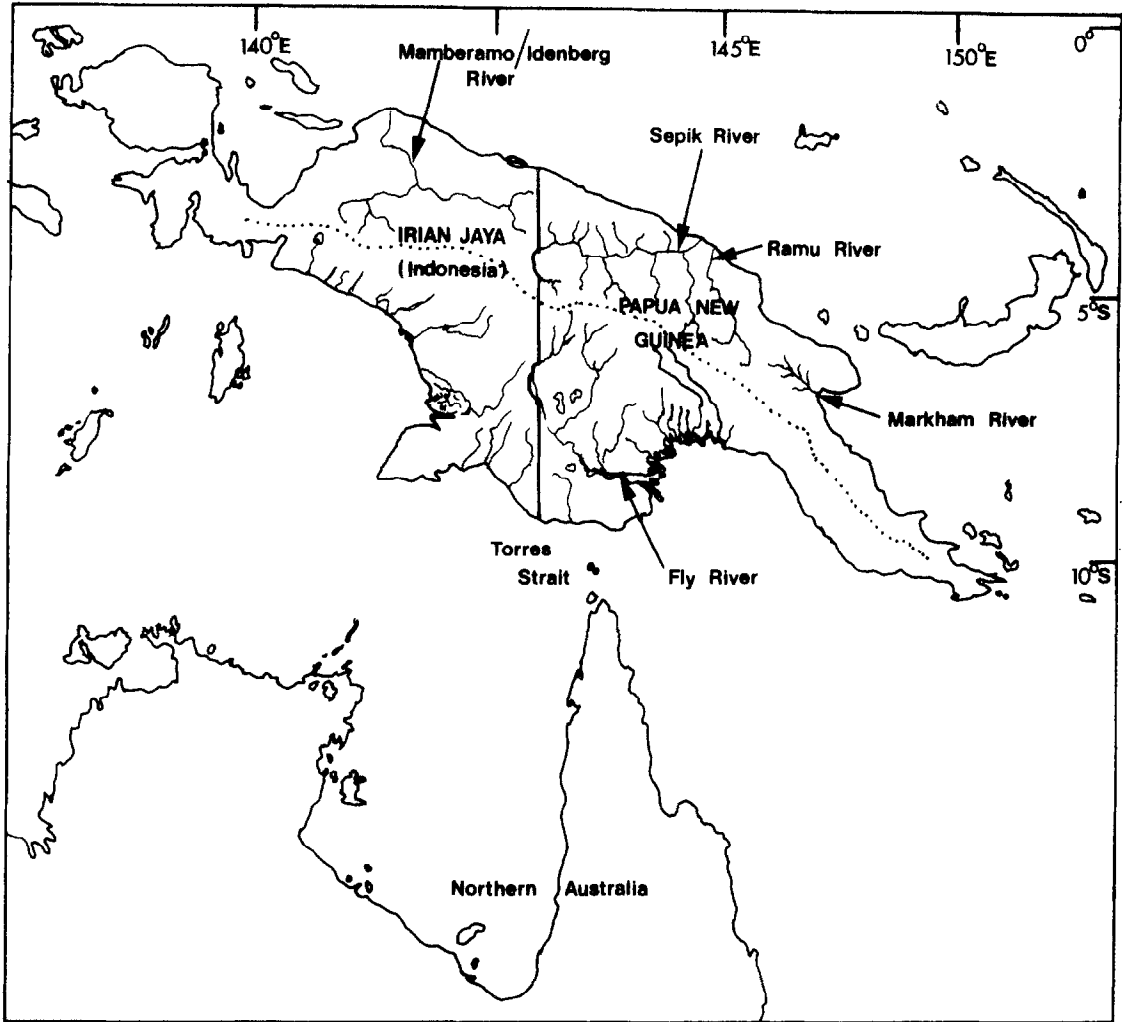 140°E
145°E
150°E
0°
Mamberamo/Idenberg
River
Sepik River
Ramu River
IRIAN JAYA
(Indonesia)
PAPUA NEW
GUINEA
5°S
Markham River
Torres
Strait
Fly River
10°S
Northern Australia